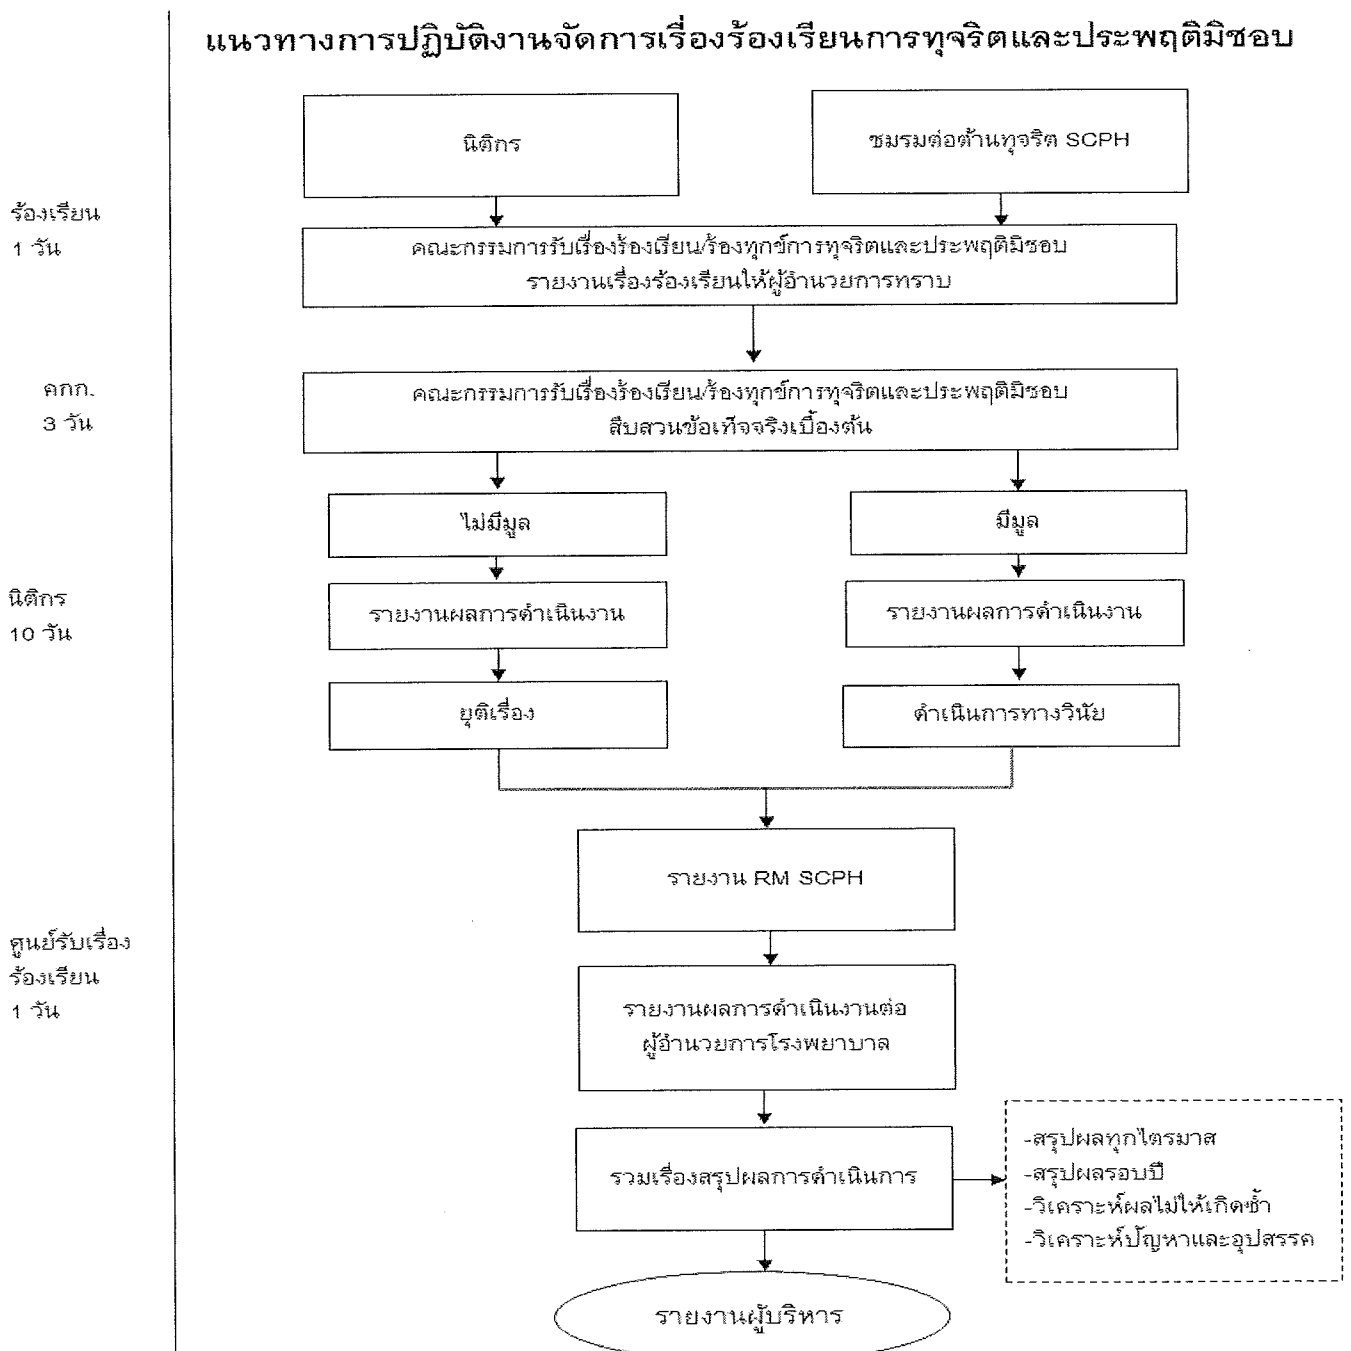 แนวทางการปฏิบัติงานจัดการเรื่องร้องเรียนการทุจริตและประพฤติมิชอบ
นิติกร
ชมรมต่อต้านทุจริต SCPH
ร้องเรียน
1 วัน
คณะกรรมการรับเรื่องร้องเรียน/ร้องทุกข์การทุจริตและประพฤติมิชอบ
รายงานเรื่องร้องเรียนให้ผู้อำนวยการทราบ
คกก.
3 วัน
คณะกรรมการรับเรื่องร้องเรียน/ร้องทุกข์การทุจริตและประพฤติมิชอบ
สืบสวนข้อเท็จจริงเบื้องต้น
ไม่มีมูล
มีมูล
นิติกร
10 วัน
รายงานผลการดำเนินงาน
รายงานผลการดำเนินงาน
ยุติเรื่อง
ดำเนินการทางวินัย
รายงาน RM SCPH
ศูนย์รับเรื่อง
ร้องเรียน
1 วัน
รายงานผลการดำเนินงานต่อ
ผู้อำนวยการโรงพยาบาล
รวมเรื่องสรุปผลการดำเนินการ
-สรุปผลทุกไตรมาส
-สรุปผลรอบปี
-วิเคราะห์ผลไม่ให้เกิดซ้ำ
-วิเคราะห์ปัญหาและอุปสรรค
รายงานผู้บริหาร